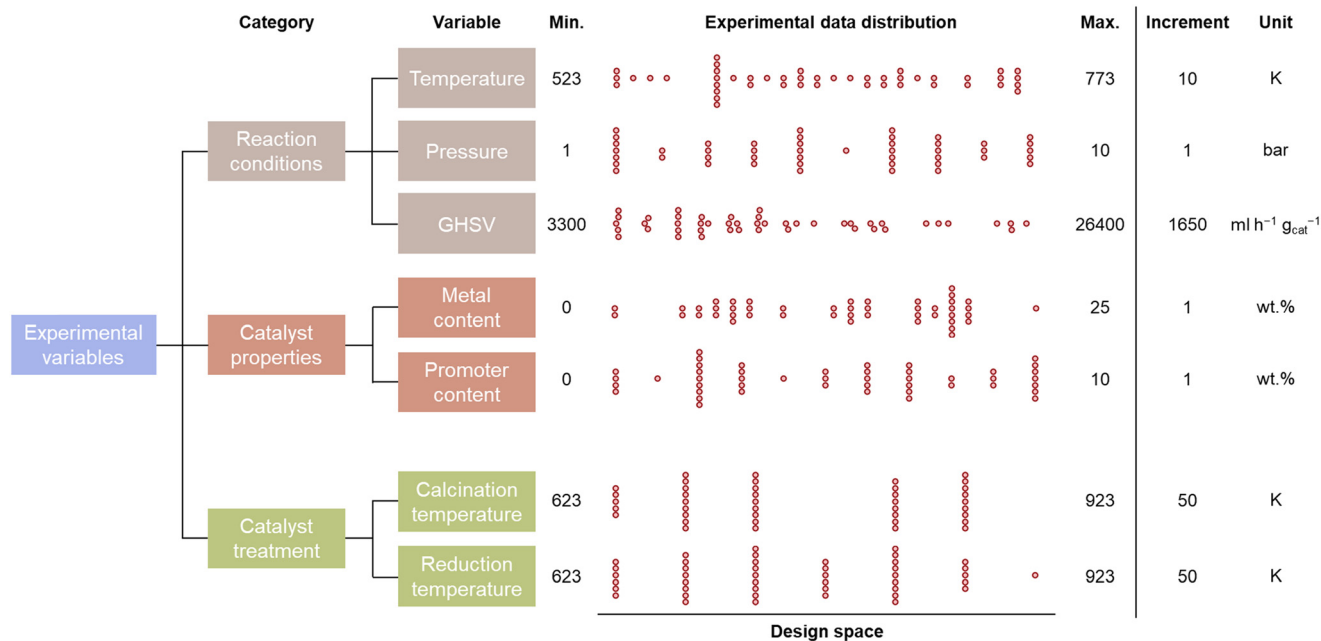 Category Variable Min. Experimental data distribution Max. Increment Unit
Temperature 523 773 10 K
Reaction
conditions
Pressure 1 10 1 bar
GHSV 3300 26400 1650 ml h⁻¹ g_cat⁻¹
Experimental
variables
Catalyst
properties
Metal
content
0 25 1 wt.%
Promoter
content
0 10 1 wt.%
Catalyst
treatment
Calcination
temperature
623 923 50 K
Reduction
temperature
623 923 50 K
Design space